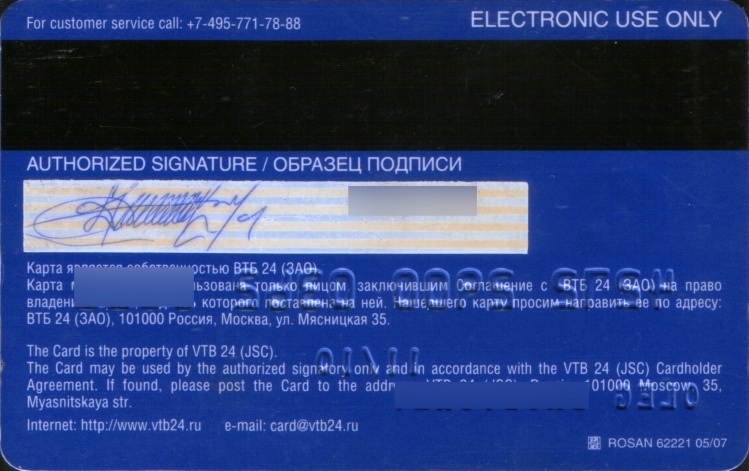 For customer service call: +7-495-771-78-88
ELECTRONIC USE ONLY
AUTHORIZED SIGNATURE / ОБРАЗЕЦ ПОДПИСИ
Карта является собственностью ВТБ 24 (ЗАО).
Карта только лицом, заключившим Соглашение с ВТБ 24 (ЗАО) на право
которого поставлена на ней. Нашедшего карту просим направить ее по адресу:
ВТБ 24 (ЗАО), 101000 Россия, Москва, ул. Мясницкая 35.
The Card is the property of VTB 24 (JSC).
The Card may be used by the authorized signatory only and in accordance with the VTB 24 (JSC) Cardholder
Agreement. If found, please post the Card to the 101000 Moscow, 35,
Myasnitskaya str.
Internet: http://www.vtb24.ru e-mail: card@vtb24.ru
ROSAN 62221 05/07